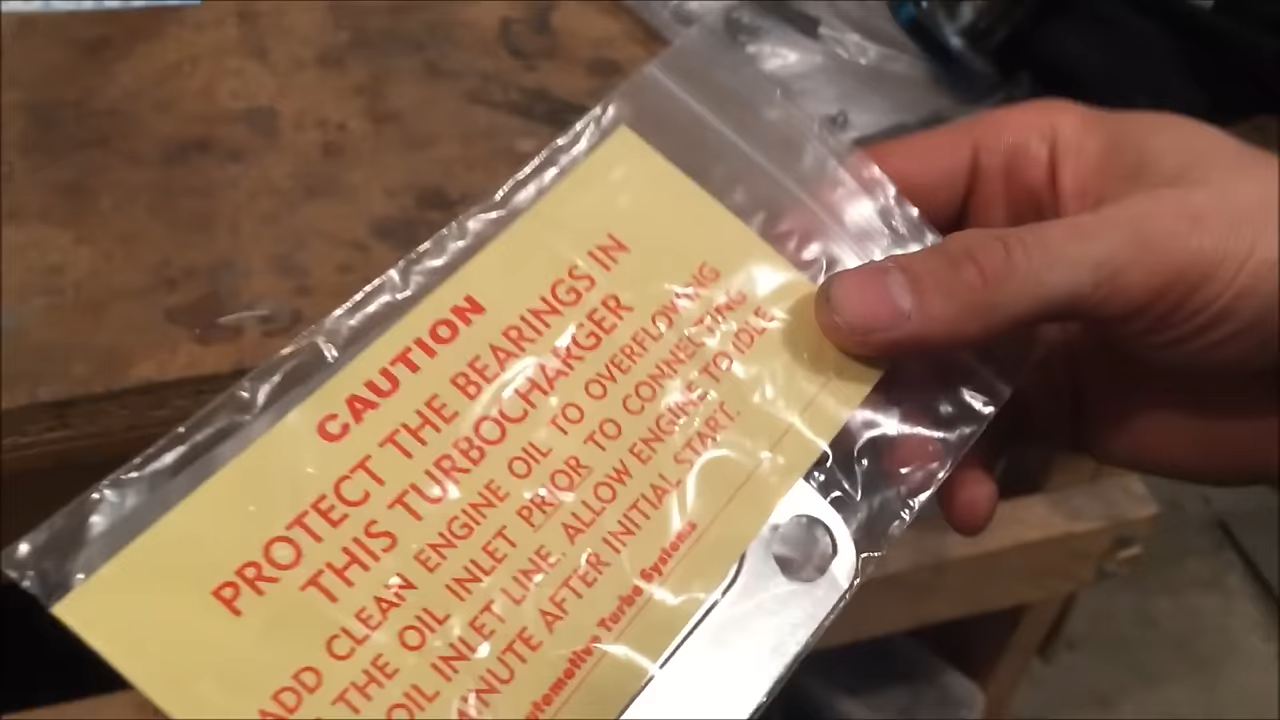 CAUTION
PROTECT THE BEARINGS IN
THIS TURBOCHARGER
ADD CLEAN ENGINE OIL TO OVERFLOWING
THE OIL INLET PRIOR TO CONNECTING
OIL INLET LINE. ALLOW ENGINE TO IDLE
MINUTE AFTER INITIAL START.
Automotive Turbo Systems